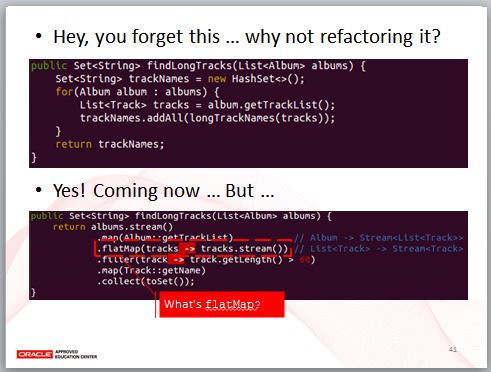 • Hey, you forget this … why not refactoring it?
public Set<String> findLongTracks(List<Album> albums) {
Set<String> trackNames = new HashSet<>();
for(Album album : albums) {
List<Track> tracks = album.getTrackList();
trackNames.addAll(longTrackNames(tracks));
}
return trackNames;
}
• Yes! Coming now … But …
public Set<String> findLongTracks(List<Album> albums) {
return albums.stream()
.map(Album::getTrackList) // Album -> Stream<List<Track>>
.flatMap(tracks -> tracks.stream()) // List<Track> -> Stream<Track>
.filter(track -> track.getLength() > 60)
.map(Track::getName)
.collect(toSet());
}
What's flatMap?
ORACLE APPROVED EDUCATION CENTER
41